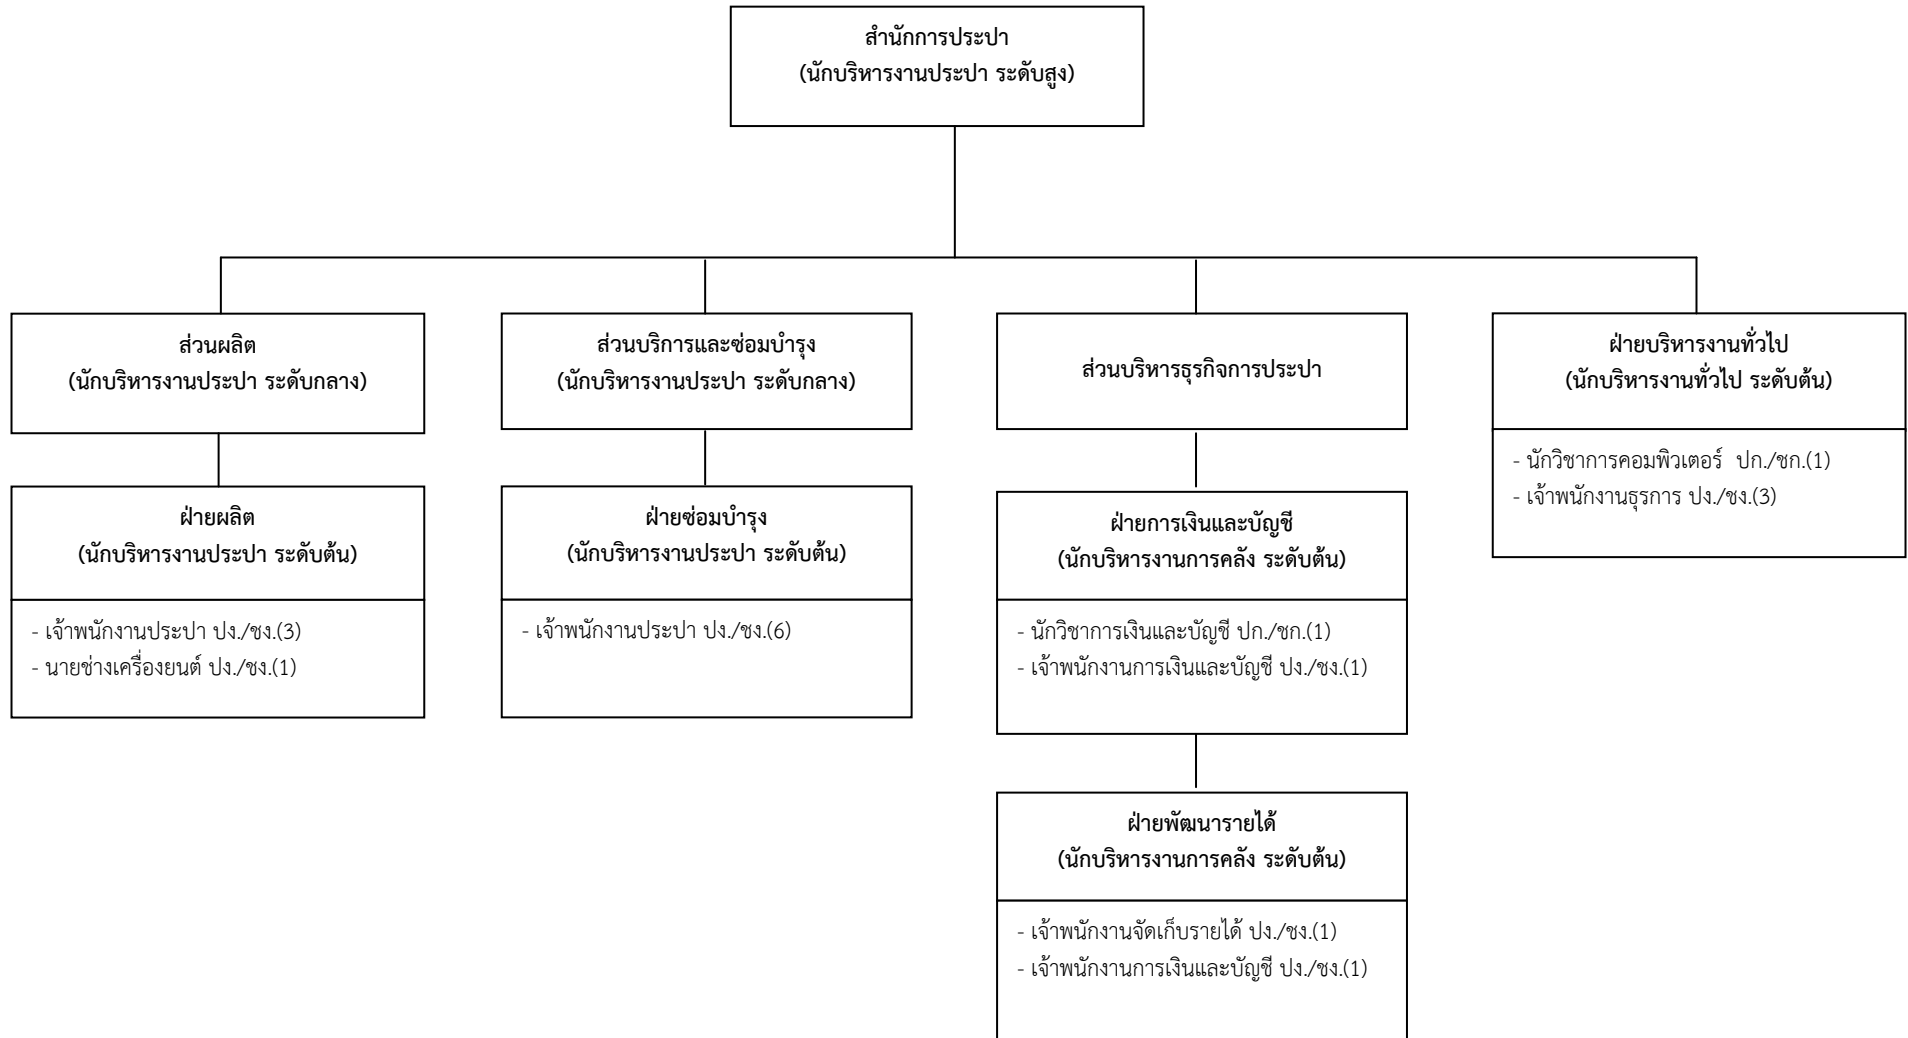 สำนักการประปา
(นักบริหารงานประปา ระดับสูง)
ส่วนผลิต
(นักบริหารงานประปา ระดับกลาง)
ฝ่ายผลิต
(นักบริหารงานประปา ระดับต้น)
- เจ้าพนักงานประปา ปง./ชง.(3)
- นายช่างเครื่องยนต์ ปง./ชง.(1)
ส่วนบริการและซ่อมบำรุง
(นักบริหารงานประปา ระดับกลาง)
ฝ่ายซ่อมบำรุง
(นักบริหารงานประปา ระดับต้น)
- เจ้าพนักงานประปา ปง./ชง.(6)
ส่วนบริหารธุรกิจการประปา
ฝ่ายการเงินและบัญชี
(นักบริหารงานการคลัง ระดับต้น)
- นักวิชาการเงินและบัญชี ปก./ชก.(1)
- เจ้าพนักงานการเงินและบัญชี ปง./ชง.(1)
ฝ่ายพัฒนารายได้
(นักบริหารงานการคลัง ระดับต้น)
- เจ้าพนักงานจัดเก็บรายได้ ปง./ชง.(1)
- เจ้าพนักงานการเงินและบัญชี ปง./ชง.(1)
ฝ่ายบริหารงานทั่วไป
(นักบริหารงานทั่วไป ระดับต้น)
- นักวิชาการคอมพิวเตอร์ ปก./ชก.(1)
- เจ้าพนักงานธุรการ ปง./ชง.(3)